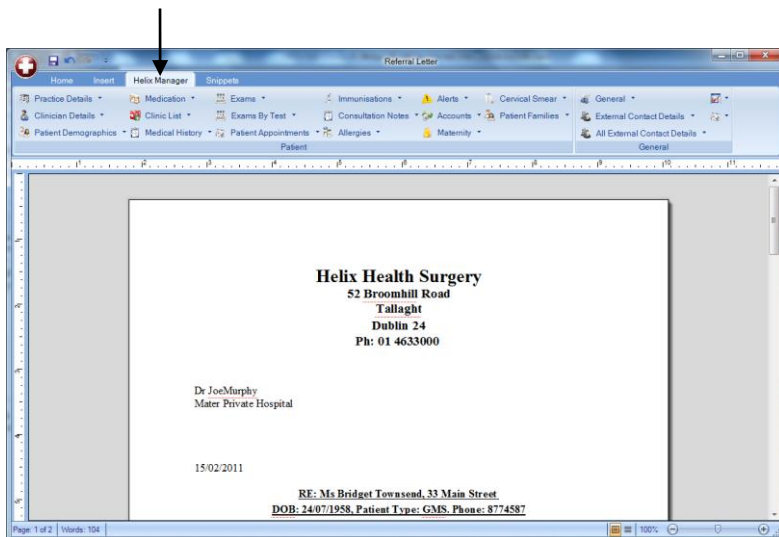 Referral Letter
Home Insert Helix Manager Snippets
Practice Details Medication Exams Immunisations Alerts Cervical Smear General
Clinician Details Clinic List Exams By Test Consultation Notes Accounts Patient Families External Contact Details
Patient Demographics Medical History Patient Appointments Allergies Maternity All External Contact Details
Patient General
Helix Health Surgery
52 Broomhill Road
Tallaght
Dublin 24
Ph: 01 4633000
Dr JoeMurphy
Mater Private Hospital
15/02/2011
RE: Ms Bridget Townsend, 33 Main Street
DOB: 24/07/1958, Patient Type: GMS. Phone: 8774587
Page: 1 of 2 Words: 104 100%